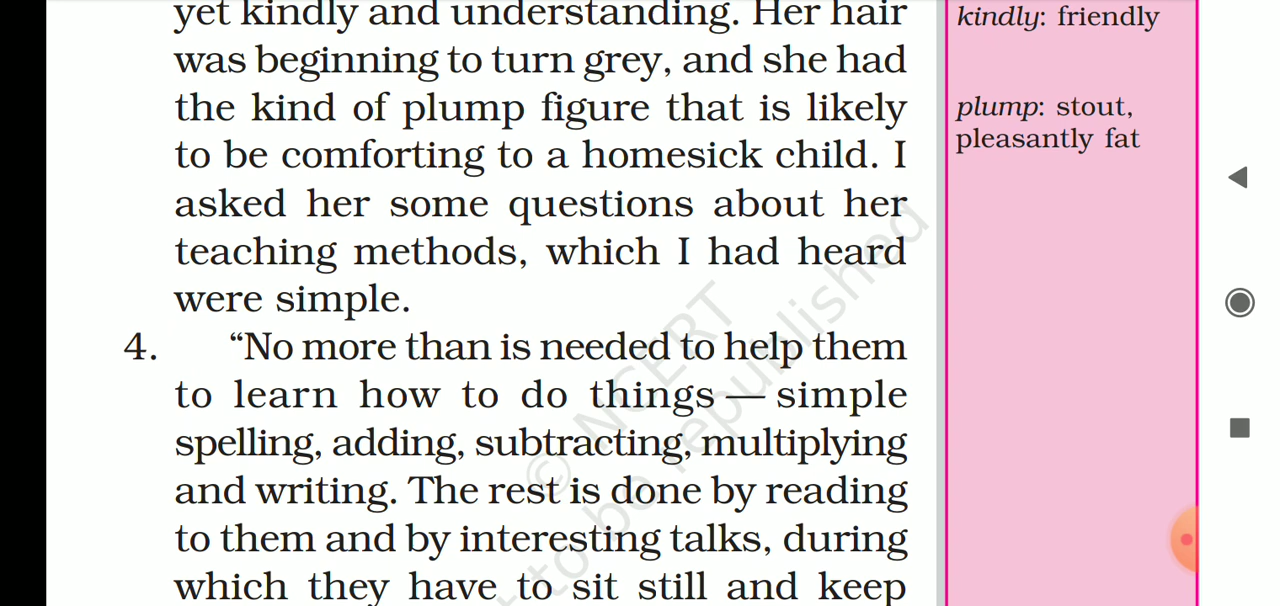 yet kindly and understanding. Her hair
was beginning to turn grey, and she had
the kind of plump figure that is likely
to be comforting to a homesick child. I
asked her some questions about her
teaching methods, which I had heard
were simple.
4. “No more than is needed to help them
to learn how to do things — simple
spelling, adding, subtracting, multiplying
and writing. The rest is done by reading
to them and by interesting talks, during
which they have to sit still and keep
kindly: friendly
plump: stout,
pleasantly fat
© NCERT
to be republished